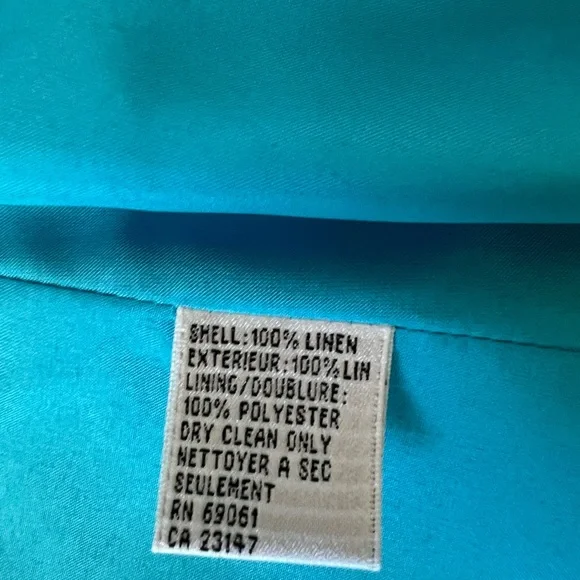 SHELL:100% LINEN
EXTERIEUR:100% LIN
LINING/DOUBLURE:
100% POLYESTER
DRY CLEAN ONLY
NETTOYER A SEC
SEULEMENT
RN 69061
CA 23147